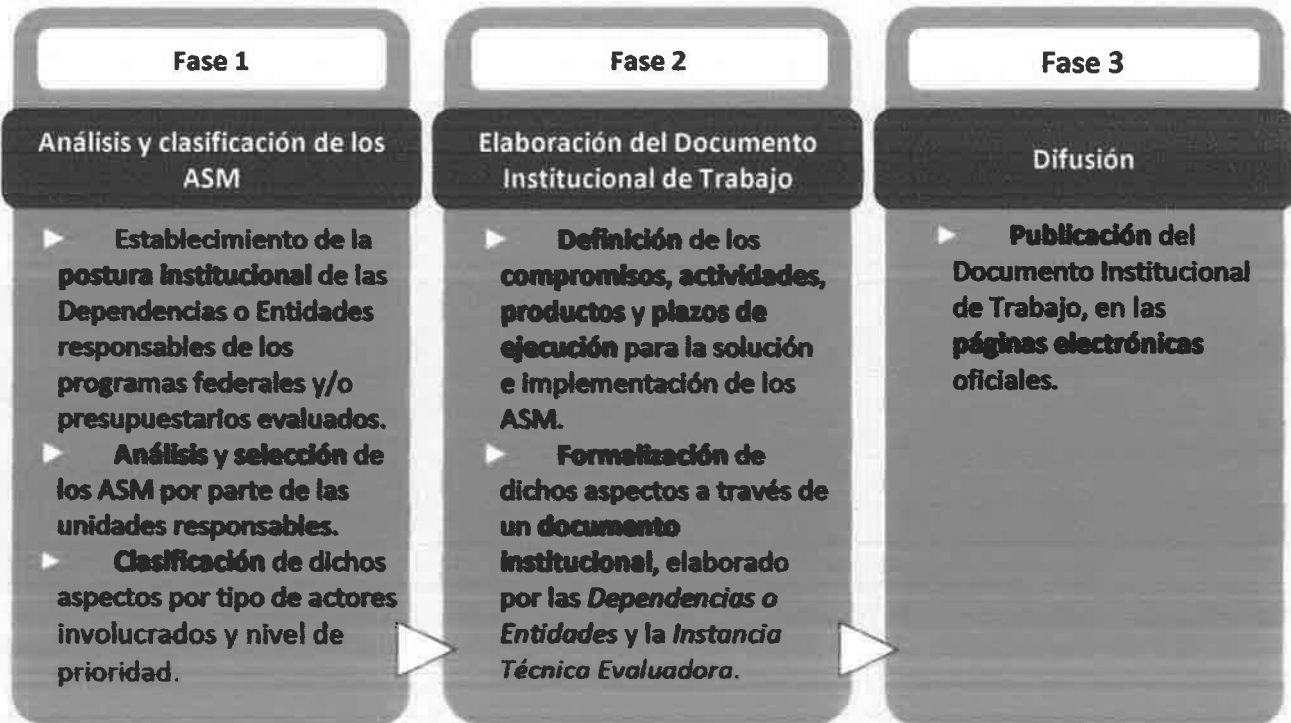 Fase 1
Análisis y clasificación de los
ASM
Establecimiento de la
postura institucional de las
Dependencias o Entidades
responsables de los
programas federales y/o
presupuestarios evaluados.
Análisis y selección de
los ASM por parte de las
unidades responsables.
Clasificación de dichos
aspectos por tipo de actores
involucrados y nivel de
prioridad.
Fase 2
Elaboración del Documento
Institucional de Trabajo
Definición de los
compromisos, actividades,
productos y plazos de
ejecución para la solución
e implementación de los
ASM.
Formalización de
dichos aspectos a través de
un documento
institucional, elaborado
por las Dependencias o
Entidades y la Instancia
Técnica Evaluadora.
Fase 3
Difusión
Publicación del
Documento Institucional
de Trabajo, en las
páginas electrónicas
oficiales.